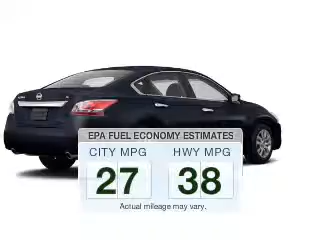 EPA FUEL ECONOMY ESTIMATES
CITY MPG HWY MPG
27 38
Actual mileage may vary.